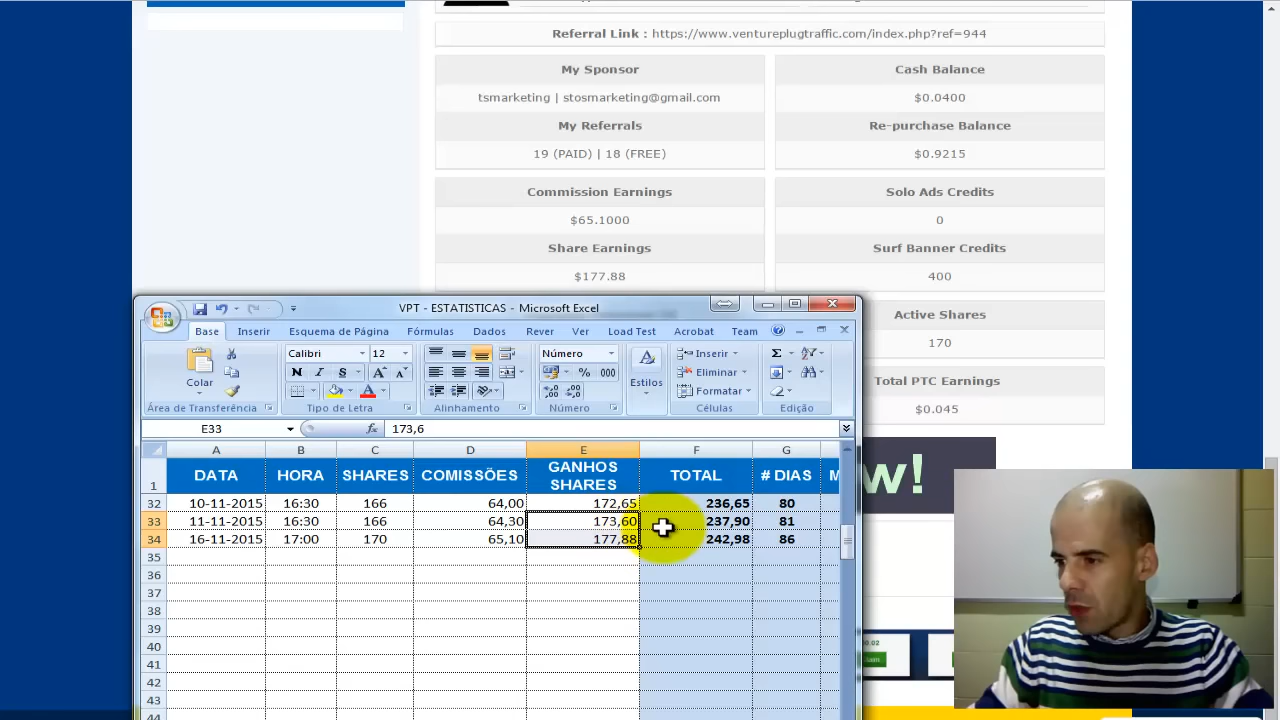 Referral Link : https://www.ventureplugtraffic.com/index.php?ref=944
My Sponsor
Cash Balance
tsmarketing | stosmarketing@gmail.com
$0.0400
My Referrals
Re-purchase Balance
19 (PAID) | 18 (FREE)
$0.9215
Commission Earnings
Solo Ads Credits
$65.1000
0
Share Earnings
Surf Banner Credits
$177.88
400
Active Shares
170
Total PTC Earnings
$0.045
w!
VPT - ESTATISTICAS - Microsoft Excel
Base Inserir Esquema de Página Fórmulas Dados Rever Ver Load Test Acrobat Team
Colar
Calibri 12
N I S
Número
% 000
Estilos
Inserir
Eliminar
Formatar
Área de Transferência Tipo de Letra Alinhamento Número Células Edição
E33 fx 173,6
A B C D E F G
1 DATA HORA SHARES COMISSÕES GANHOS SHARES TOTAL # DIAS M
32 10-11-2015 16:30 166 64,00 172,65 236,65 80
33 11-11-2015 16:30 166 64,30 173,60 237,90 81
34 16-11-2015 17:00 170 65,10 177,88 242,98 86
35
36
37
38
39
40
41
42
43
44